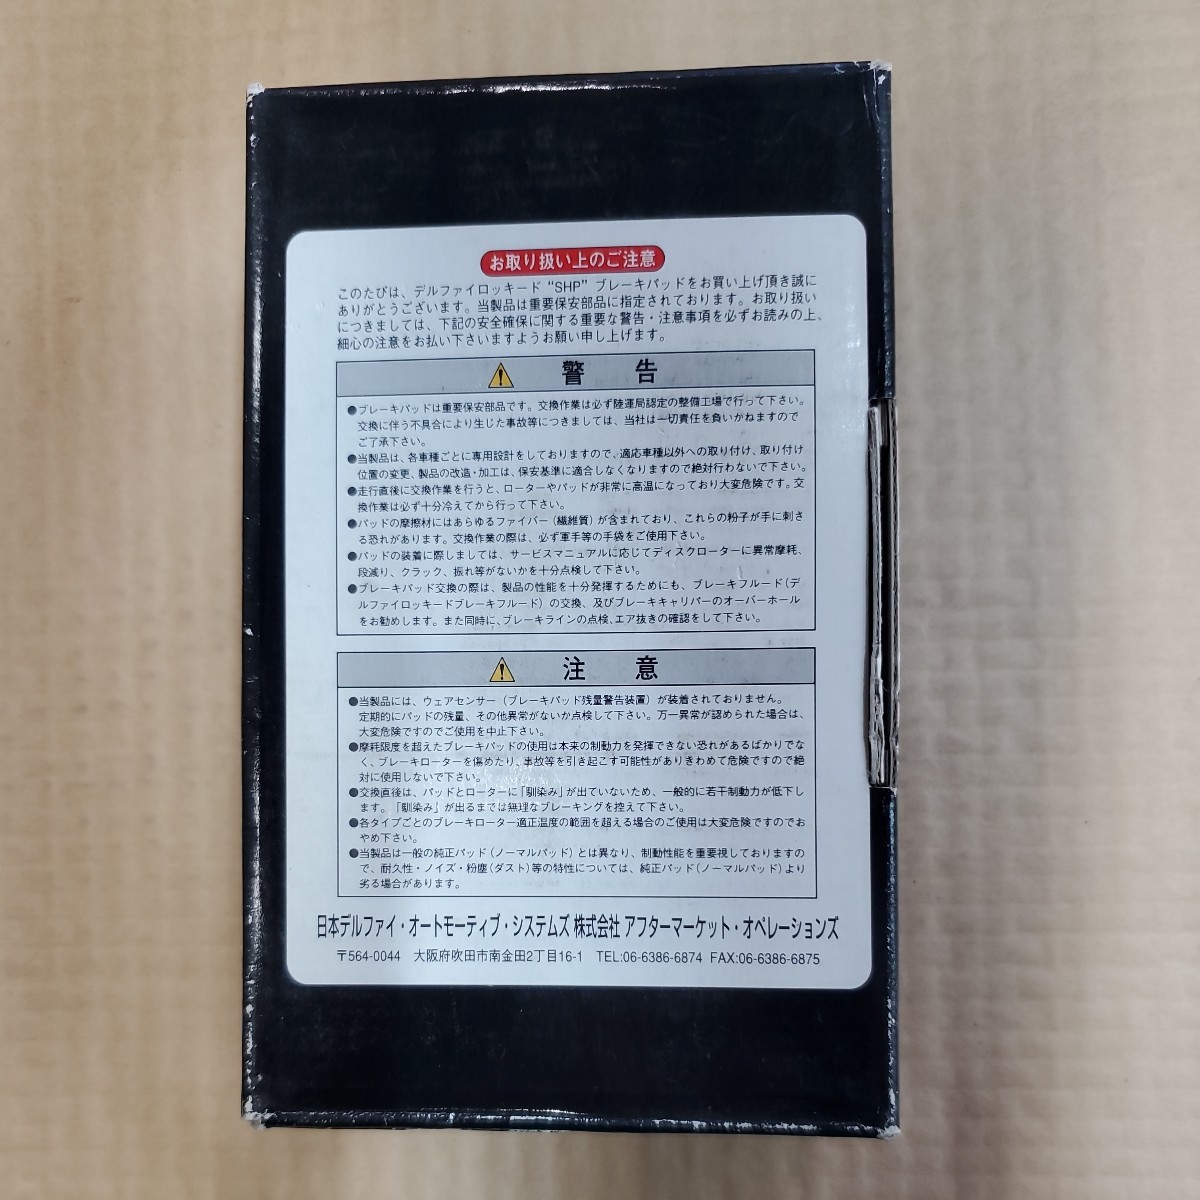 お取り扱い上のご注意
このたびは、デルファイロッキード “SHP” ブレーキパッドをお買い上げ頂き誠に
ありがとうございます。当製品は重要保安部品に指定されております。お取り扱い
につきましては、下記の安全確保に関する重要な警告・注意事項を必ずお読みの上、
細心の注意をお払い下さいますようお願い申し上げます。
警 告
●ブレーキパッドは重要保安部品です。交換作業は必ず陸運局認定の整備工場で行って下さい。
交換に伴う不具合により生じた事故等につきましては、当社は一切責任を負いかねますので
ご了承下さい。
●当製品は、各車種ごとに専用設計をしておりますので、適応車種以外への取り付け、取り付け
位置の変更、製品の改造・加工は、保安基準に適合しなくなりますので絶対行わないで下さい。
●走行直後に交換作業を行うと、ローターやパッドが非常に高温になっており大変危険です。交
換作業は必ず十分冷えてから行って下さい。
●パッドの摩擦材にはあらゆるファイバー（繊維質）が含まれており、これらの粉子が手に刺さ
る恐れがあります。交換作業の際は、必ず軍手等の手袋をご使用下さい。
●パッドの装着に際しましては、サービスマニュアルに応じてディスクローターに異常摩耗、
段減り、クラック、振れ等がないかを十分点検して下さい。
●ブレーキパッド交換の際は、製品の性能を十分発揮するためにも、ブレーキフルード（デ
ルファイロッキードブレーキフルード）の交換、及びブレーキキャリパーのオーバーホール
をお勧めします。また同時に、ブレーキラインの点検、エア抜きの確認をして下さい。
注 意
●当製品には、ウェアセンサー（ブレーキパッド残量警告装置）が装着されておりません。
定期的にパッドの残量、その他異常がないか点検して下さい。万一異常が認められた場合は、
大変危険ですのでご使用を中止下さい。
●摩耗限度を超えたブレーキパッドの使用は本来の制動力を発揮できない恐れがあるばかりでな
く、ブレーキローターを傷めたり、事故等を引き起こす可能性がありきわめて危険ですので絶
対に使用しないで下さい。
●交換直後は、パッドとローターに「馴染み」が出ていないため、一般的に若干制動力が低下し
ます。「馴染み」が出るまでは無理なブレーキングを控えて下さい。
●各タイプごとのブレーキローター適正温度の範囲を超える場合のご使用は大変危険ですのでお
やめ下さい。
●当製品は一般の純正パッド（ノーマルパッド）とは異なり、制動性能を重要視しておりますの
で、耐久性・ノイズ・粉塵（ダスト）等の特性については、純正パッド（ノーマルパッド）より
劣る場合があります。
日本デルファイ・オートモーティブ・システムズ 株式会社 アフターマーケット・オペレーションズ
〒564-0044 大阪府吹田市南金田2丁目16-1 TEL:06-6386-6874 FAX:06-6386-6875